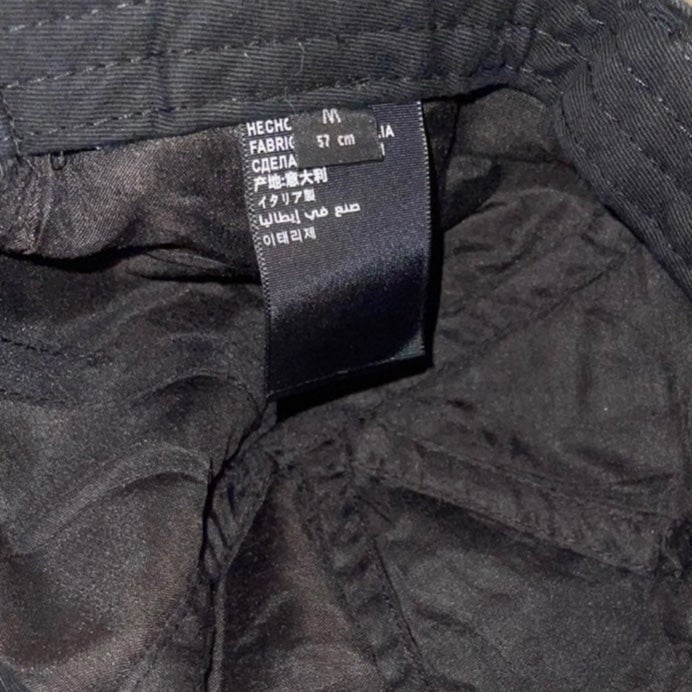 M
57 cm
HECHO
FABRIC
СДЕЛА
产地:意大利
イタリア製
صنع في إيطاليا
이태리제